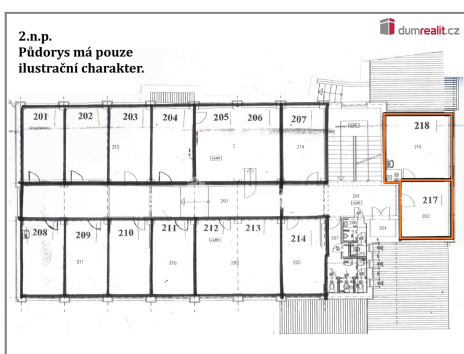 2.n.p.
Půdorys má pouze
ilustrační charakter.
dumrealit.cz
201 202 203 204 205 206 207
218
217
208 209 210 211 212 213 214